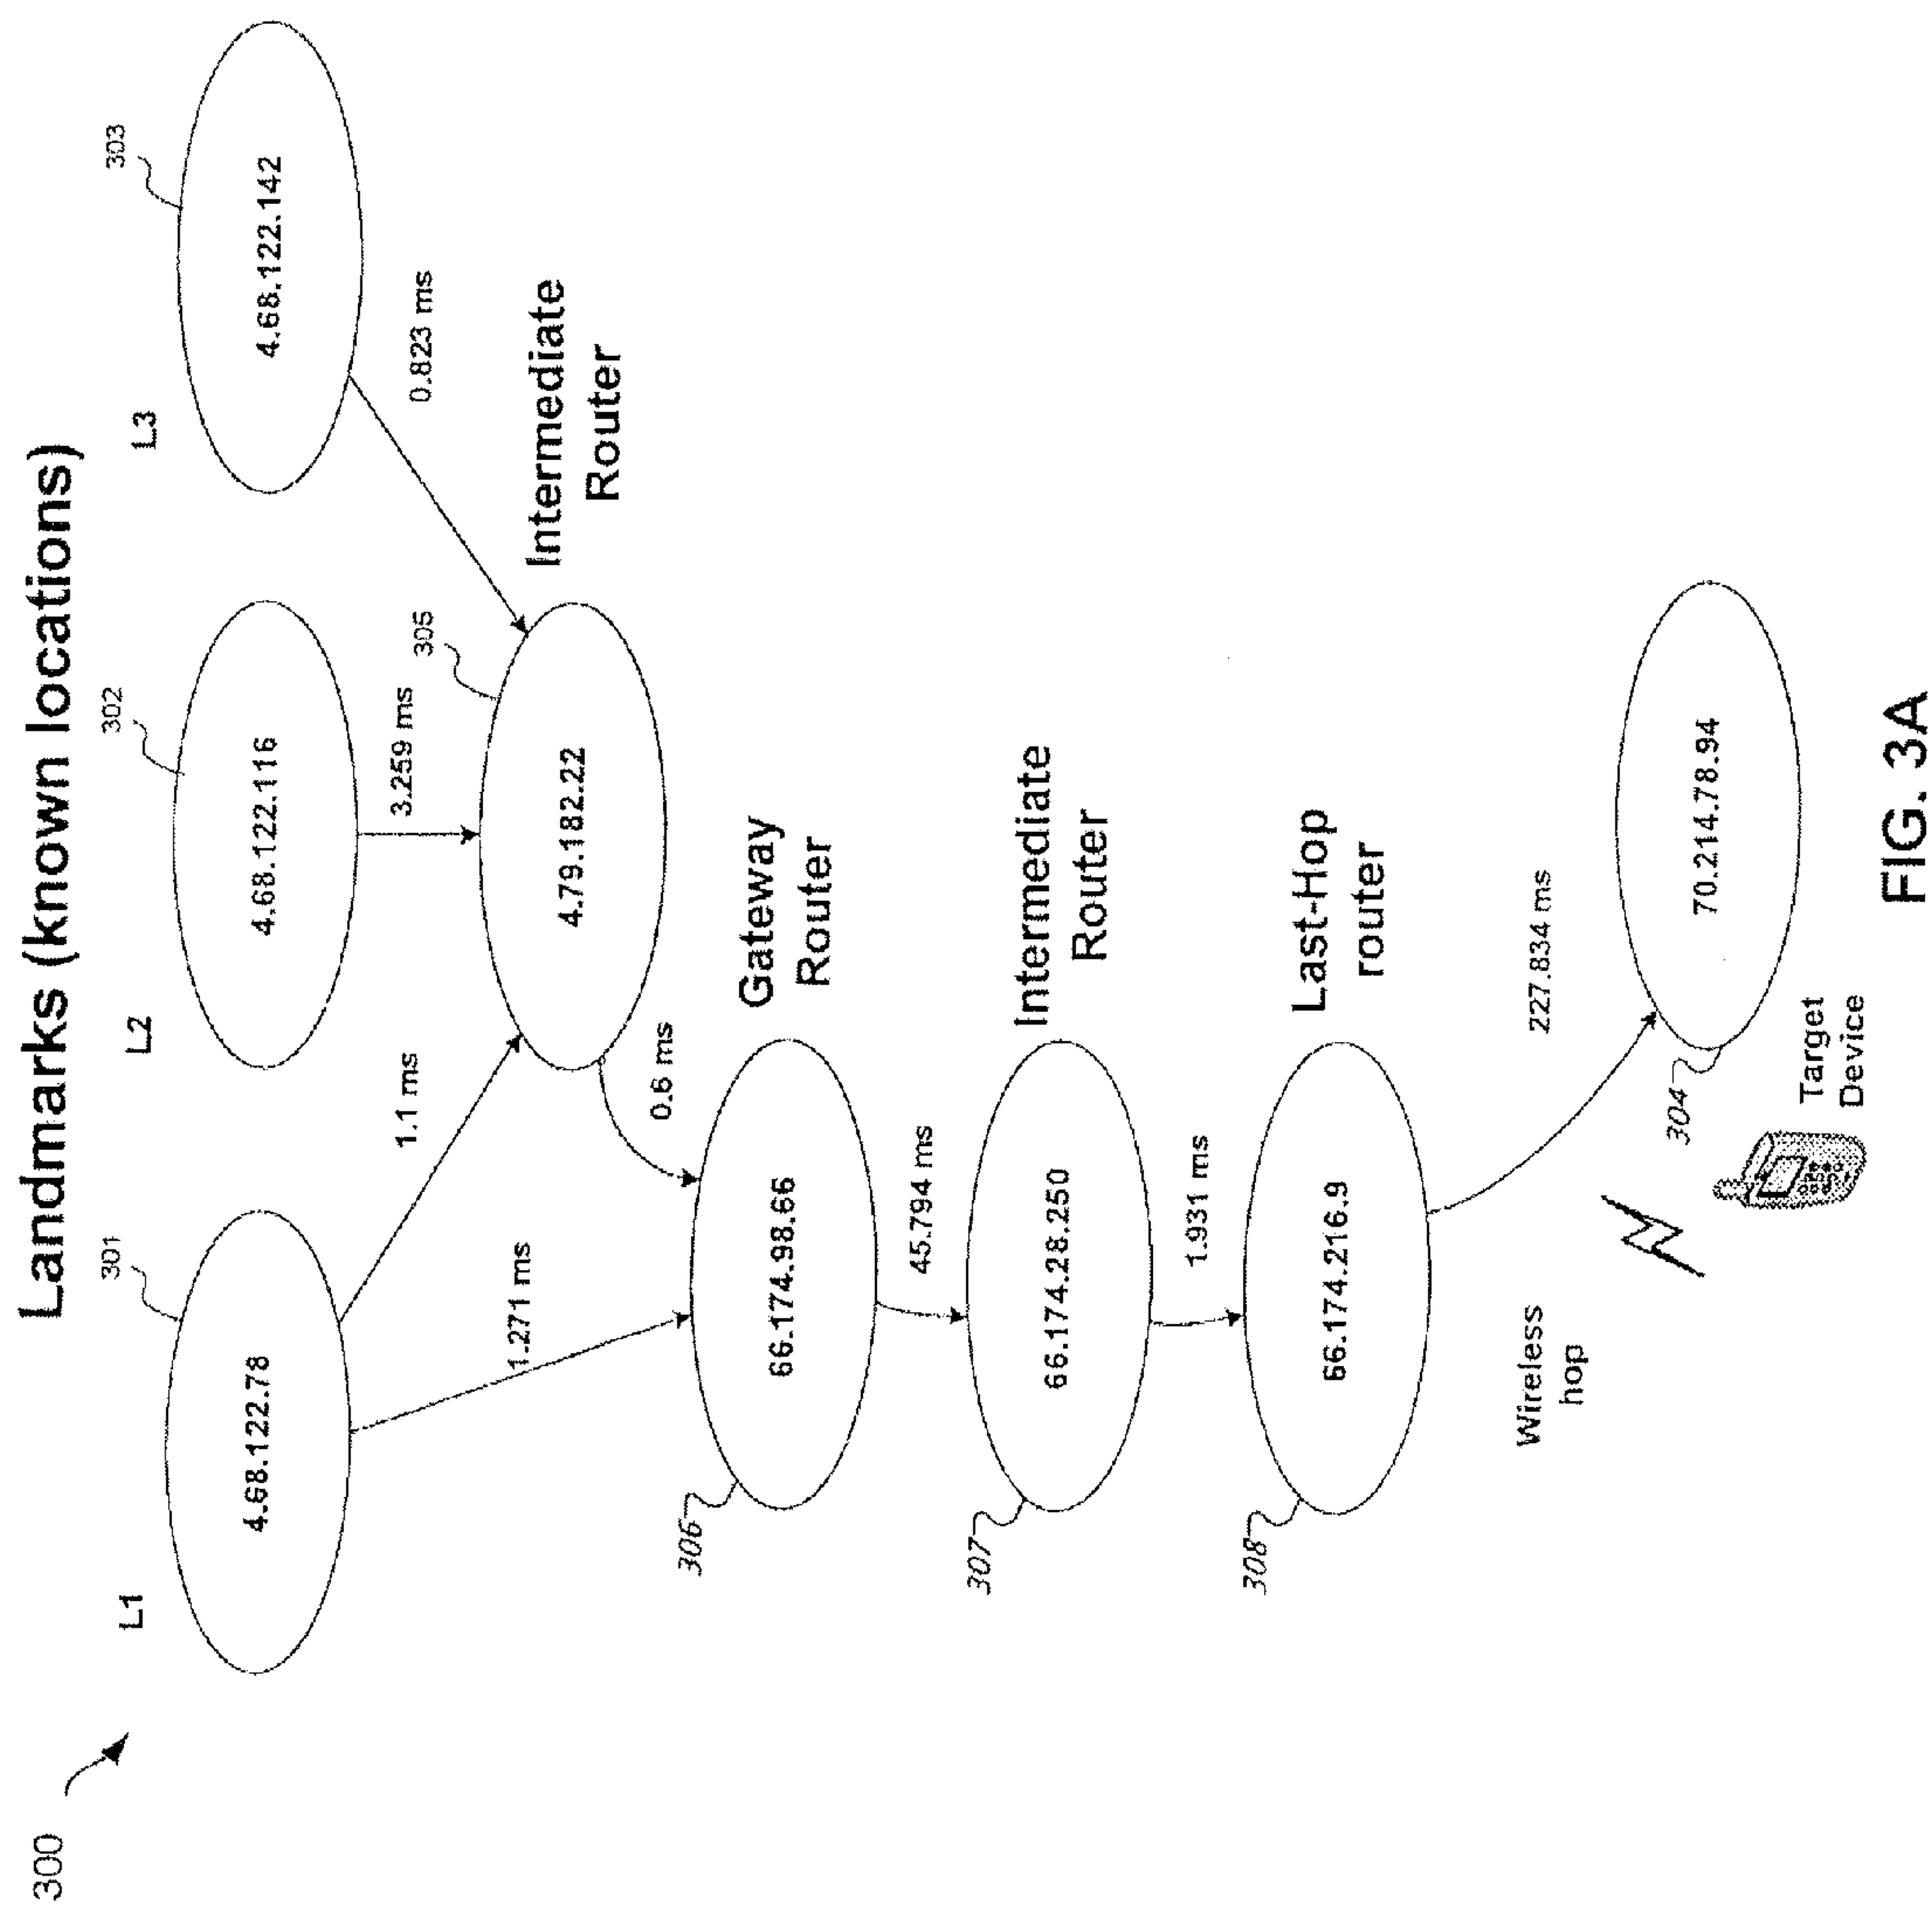 300
Landmarks (known locations)
L1
301
4.68.122.78
L2
302
4.68.122.116
L3
303
4.68.122.142
1.1 ms
3.259 ms
0.823 ms
305
4.79.182.22
Intermediate
Router
1.271 ms
0.6 ms
306
66.174.98.66
Gateway
Router
45.794 ms
307
66.174.28.250
Intermediate
Router
1.931 ms
308
66.174.216.9
Last-Hop
router
Wireless
hop
227.834 ms
304
70.214.78.94
Target
Device
FIG. 3A